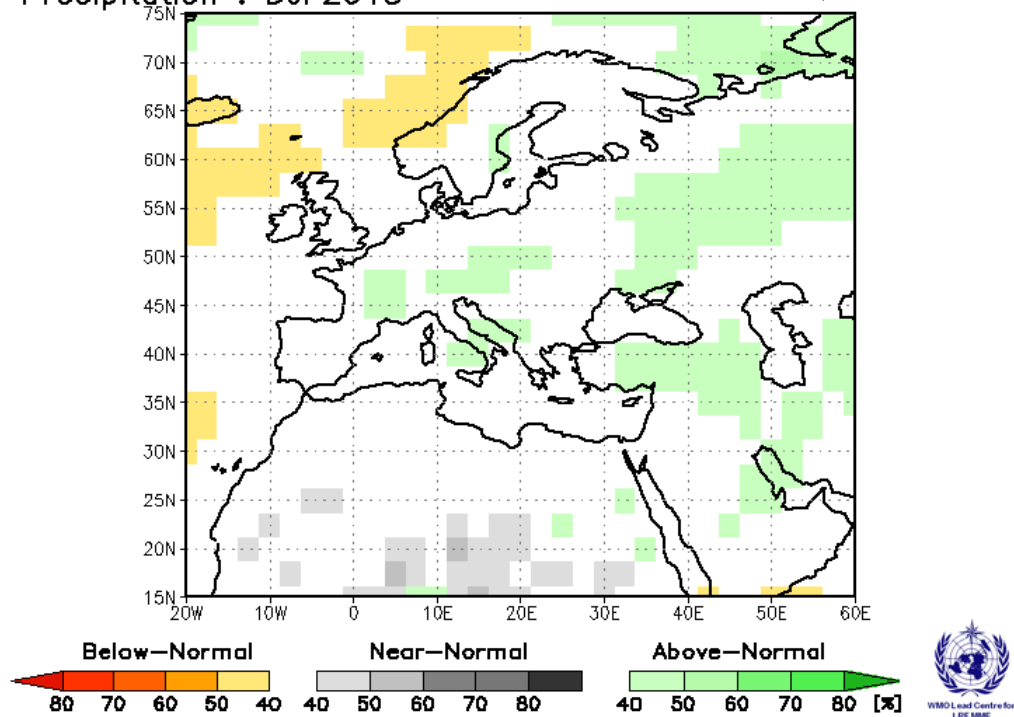 75N
70N
65N
60N
55N
50N
45N
40N
35N
30N
25N
20N
15N
20W 10W 0 10E 20E 30E 40E 50E 60E
Below–Normal Near–Normal Above–Normal
80 70 60 50 40 40 50 60 70 80 40 50 60 70 80 [%]
WMO Lead Centre for
LRF MME